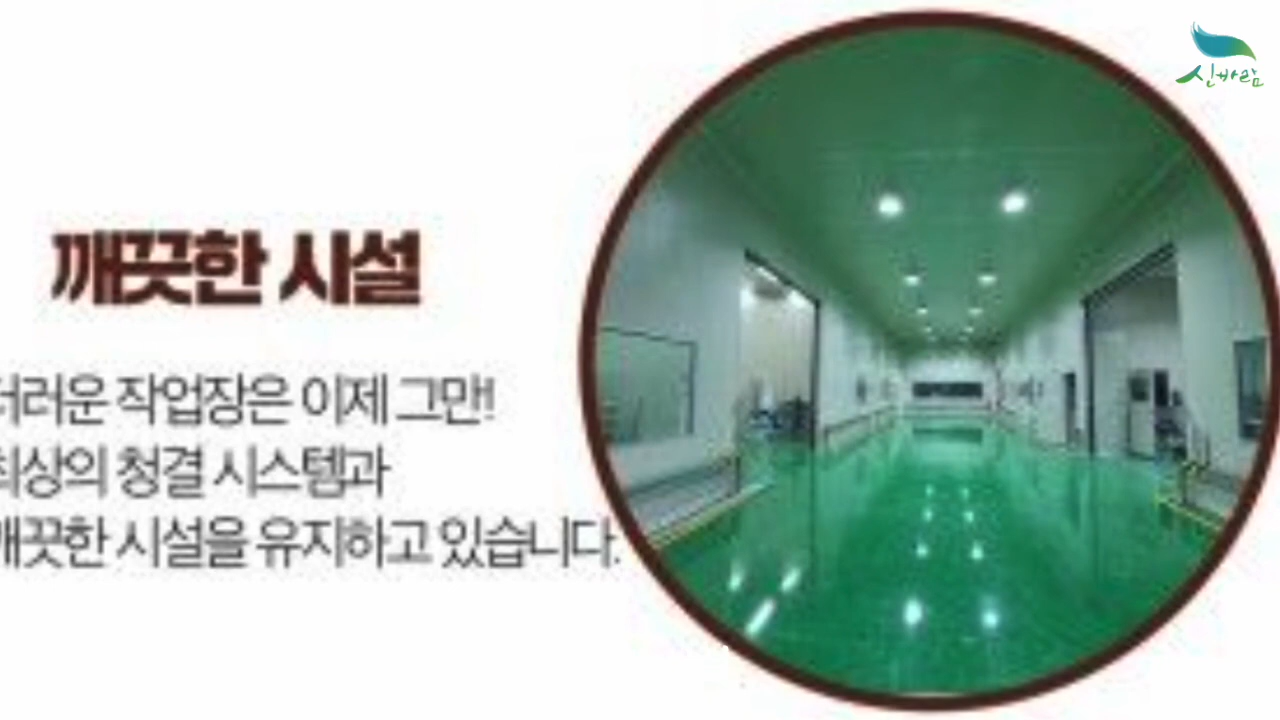 신바람
깨끗한 시설
더러운 작업장은 이제 그만!
최상의 청결 시스템과
깨끗한 시설을 유지하고 있습니다.